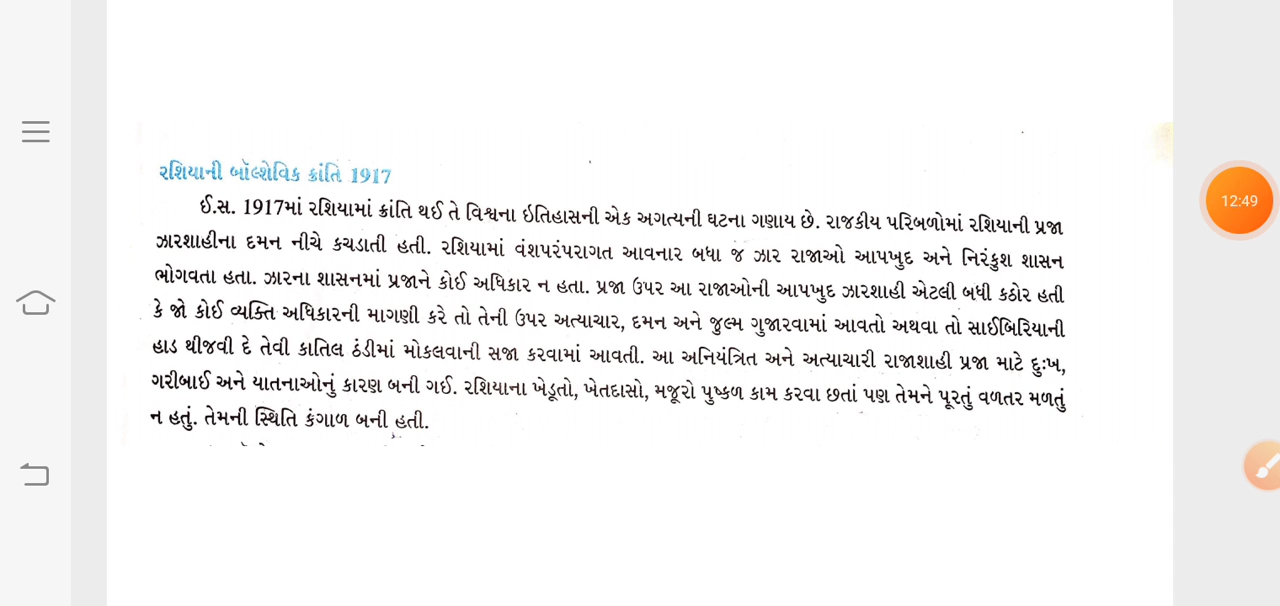 રશિયાની બૉલ્શેવિક ક્રાંતિ 1917
ઈ.સ. 1917માં રશિયામાં ક્રાંતિ થઈ તે વિશ્વના ઇતિહાસની એક અગત્યની ઘટના ગણાય છે. રાજકીય પરિબળોમાં રશિયાની પ્રજા
ઝારશાહીના દમન નીચે કચડાતી હતી. રશિયામાં વંશપરંપરાગત આવનાર બધા જ ઝાર રાજાઓ આપખુદ અને નિરંકુશ શાસન
ભોગવતા હતા. ઝારના શાસનમાં પ્રજાને કોઈ અધિકાર ન હતા. પ્રજા ઉપર આ રાજાઓની આપખુદ ઝારશાહી એટલી બધી કઠોર હતી
કે જો કોઈ વ્યક્તિ અધિકારની માગણી કરે તો તેની ઉપર અત્યાચાર, દમન અને જુલ્મ ગુજારવામાં આવતો અથવા તો સાઈબિરિયાની
હાડ થીજવી દે તેવી કાતિલ ઠંડીમાં મોકલવાની સજા કરવામાં આવતી. આ અનિયંત્રિત અને અત્યાચારી રાજાશાહી પ્રજા માટે દુઃખ,
ગરીબાઈ અને યાતનાઓનું કારણ બની ગઈ. રશિયાના ખેડૂતો, ખેતદાસો, મજૂરો પુષ્કળ કામ કરવા છતાં પણ તેમને પૂરતું વળતર મળતું
ન હતું. તેમની સ્થિતિ કંગાળ બની હતી.
12:49